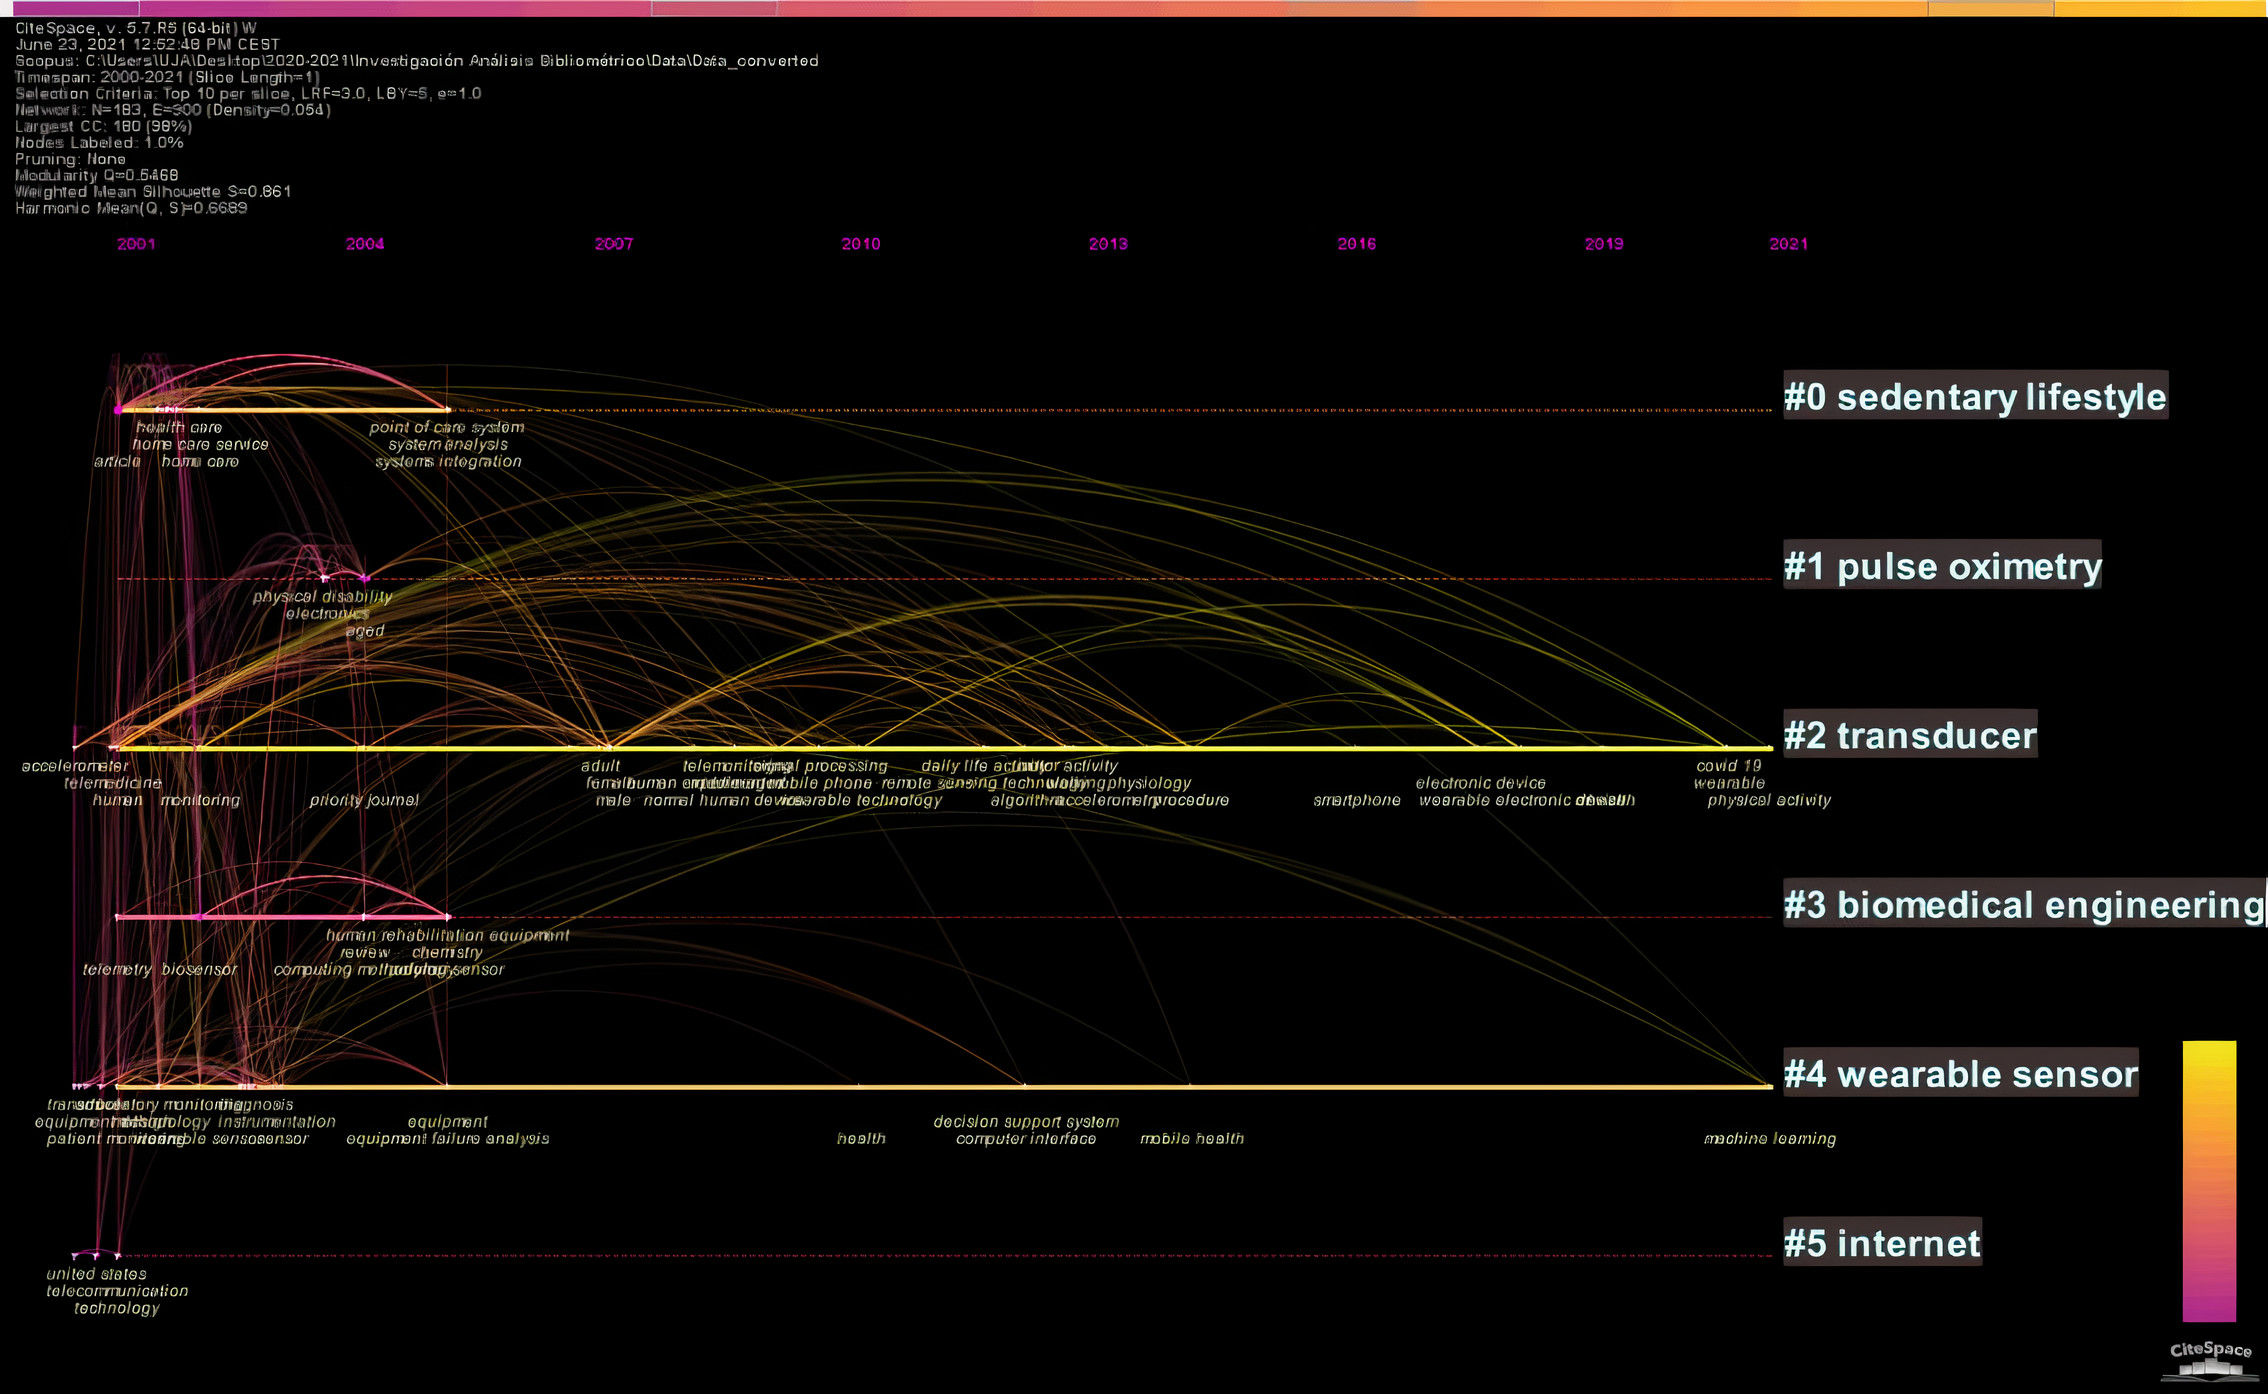 CiteSpace, v. 5.7.R5 (64-bit) W
June 23, 2021 12:52:48 PM CEST
Scopus: C:\Users\UJA\Desktop\2020-2021\Investigación Análisis Bibliométrico\Data\Data_converted
Timespan: 2000-2021 (Slice Length=1)
Selection Criteria: Top 10 per slice, LRF=3.0, LBY=5, e=1.0
Network: N=183, E=900 (Density=0.054)
Largest CC: 180 (98%)
Nodes Labeled: 1.0%
Pruning: None
Modularity Q=0.5468
Weighted Mean Silhouette S=0.861
Harmonic Mean(Q, S)=0.6689
2001 2004 2007 2010 2013 2016 2019 2021
#0 sedentary lifestyle
health care point of care system
home care service system analysis
article home care systems integration
#1 pulse oximetry
physical disability
electronics
aged
#2 transducer
accelerometer adult telemonitoring signal processing daily life activity motor activity covid 19
telemedicine female human experiment mobile phone remote sensing technology physiology electronic device wearable
human monitoring priority journal male normal human devices wearable technology algorithm accelerometry procedure smartphone wearable electronic device physical activity
#3 biomedical engineering
human rehabilitation equipment
review chemistry
telemetry biosensor computing methodology sensor
#4 wearable sensor
ambulatory monitoring diagnosis
equipment design technology instrumentation equipment decision support system
patient monitoring wearable sensors sensor equipment failure analysis health computer interface mobile health machine learning
#5 internet
united states
telecommunication
technology
CiteSpace